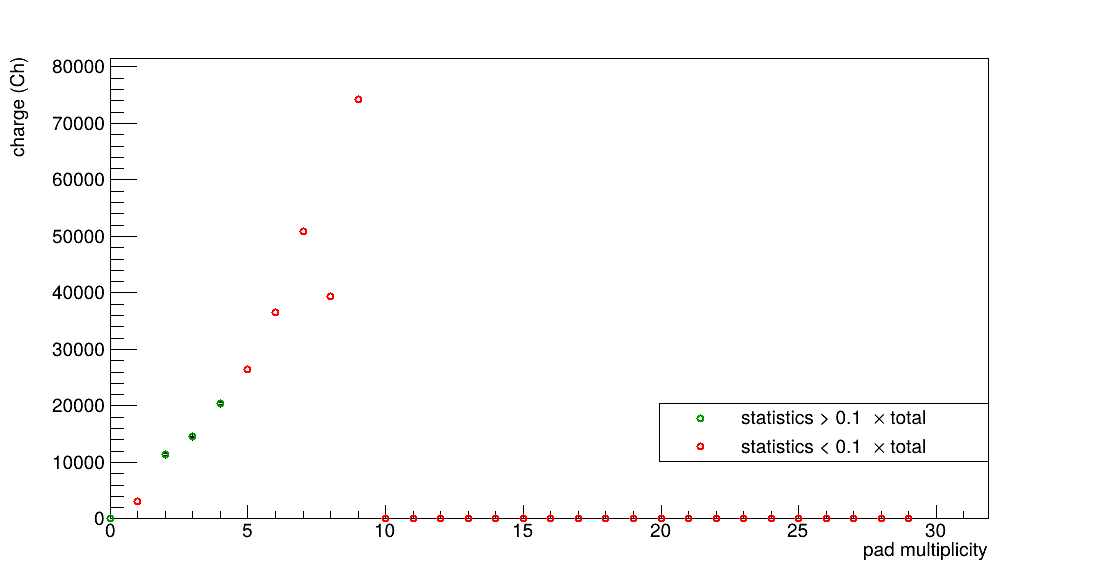 charge (Ch)
80000
70000
60000
50000
40000
30000
20000
10000
0
statistics > 0.1 × total
statistics < 0.1 × total
0 5 10 15 20 25 30
pad multiplicity